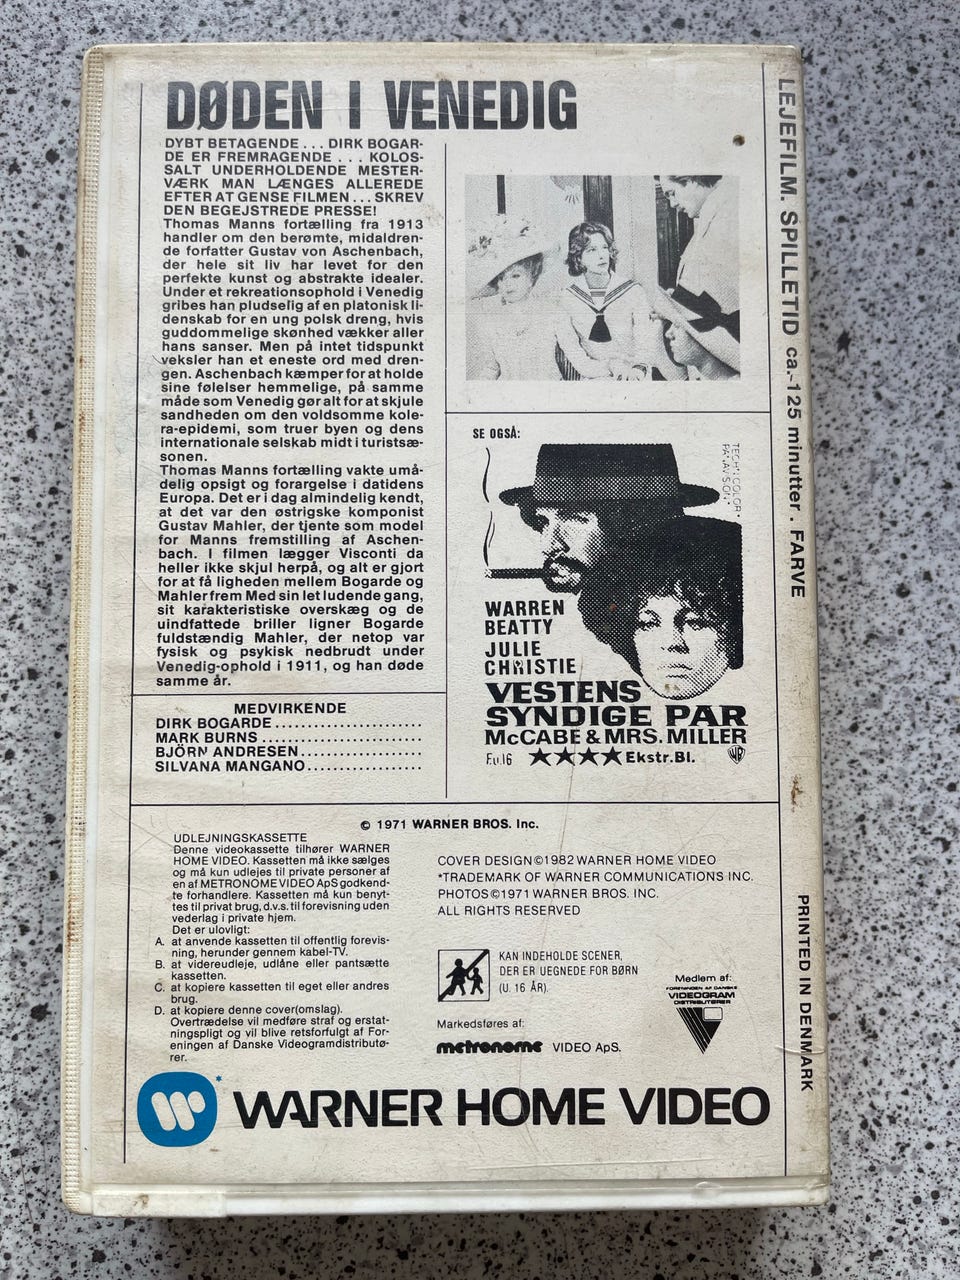 DØDEN I VENEDIG
DYBT BETAGENDE . . . DIRK BOGAR-
DE ER FREMRAGENDE . . . KOLOS-
SALT UNDERHOLDENDE MESTER-
VÆRK MAN LÆNGES ALLEREDE
EFTER AT GENSE FILMEN . . . SKREV
DEN BEGEJSTREDE PRESSE!
Thomas Manns fortælling fra 1913
handler om den berømte, midaldren-
de forfatter Gustav von Aschenbach,
der hele sit liv har levet for den
perfekte kunst og abstrakte idealer.
Under et rekreationsophold i Venedig
gribes han pludselig af en platonisk li-
denskab for en ung polsk dreng, hvis
guddommelige skønhed vækker aller
hans sanser. Men på intet tidspunkt
veksler han et eneste ord med dren-
gen. Aschenbach kæmper for at holde
sine følelser hemmelige, på samme
måde som Venedig gør alt for at skjule
sandheden om den voldsomme kole-
ra-epidemi, som truer byen og dens
internationale selskab midt i turistsæ-
sonen.
Thomas Manns fortælling vakte umå-
delig opsigt og forargelse i datidens
Europa. Det er i dag almindelig kendt,
at det var den østrigske komponist
Gustav Mahler, der tjente som model
for Manns fremstilling af Aschen-
bach. I filmen lægger Visconti da
heller ikke skjul herpå, og alt er gjort
for at få ligheden mellem Bogarde og
Mahler frem Med sin let ludende gang,
sit karakteristiske overskæg og de
uindfattede briller ligner Bogarde
fuldstændig Mahler, der netop var
fysisk og psykisk nedbrudt under
Venedig-ophold i 1911, og han døde
samme år.
MEDVIRKENDE
DIRK BOGARDE......................
MARK BURNS ........................
BJÖRN ANDRESEN..................
SILVANA MANGANO.................
SE OGSÅ:
TECHNICOLOR®
PANAVISION®
WARREN
BEATTY
JULIE
CHRISTIE
VESTENS
SYNDIGE PAR
McCABE & MRS. MILLER
F.u.16 ★★★★ Ekstr.Bl.
WB
LEJEFILM. SPILLETID ca. 125 minutter . FARVE
PRINTED IN DENMARK
© 1971 WARNER BROS. Inc.
UDLEJNINGSKASSETTE
Denne videokassette tilhører WARNER
HOME VIDEO. Kassetten må ikke sælges
og må kun udlejes til private personer af
en af METRONOME VIDEO ApS godkend-
te forhandlere. Kassetten må kun benyt-
tes til privat brug, d.v.s. til forevisning uden
vederlag i private hjem.
Det er ulovligt:
A. at anvende kassetten til offentlig forevis-
ning, herunder gennem kabel-TV.
B. at videreudleje, udlåne eller pantsætte
kassetten.
C. at kopiere kassetten til eget eller andres
brug.
D. at kopiere denne cover(omslag).
Overtrædelse vil medføre straf og erstat-
ningspligt og vil blive retsforfulgt af For-
eningen af Danske Videogramdistributø-
rer.
COVER DESIGN © 1982 WARNER HOME VIDEO
*TRADEMARK OF WARNER COMMUNICATIONS INC.
PHOTOS © 1971 WARNER BROS. INC.
ALL RIGHTS RESERVED
KAN INDEHOLDE SCENER,
DER ER UEGNEDE FOR BØRN
(U. 16 ÅR)
Markedsføres af:
metronome VIDEO ApS.
Medlem af:
FORENINGEN AF DANSKE
VIDEOGRAM
DISTRIBUTØRER
WARNER HOME VIDEO